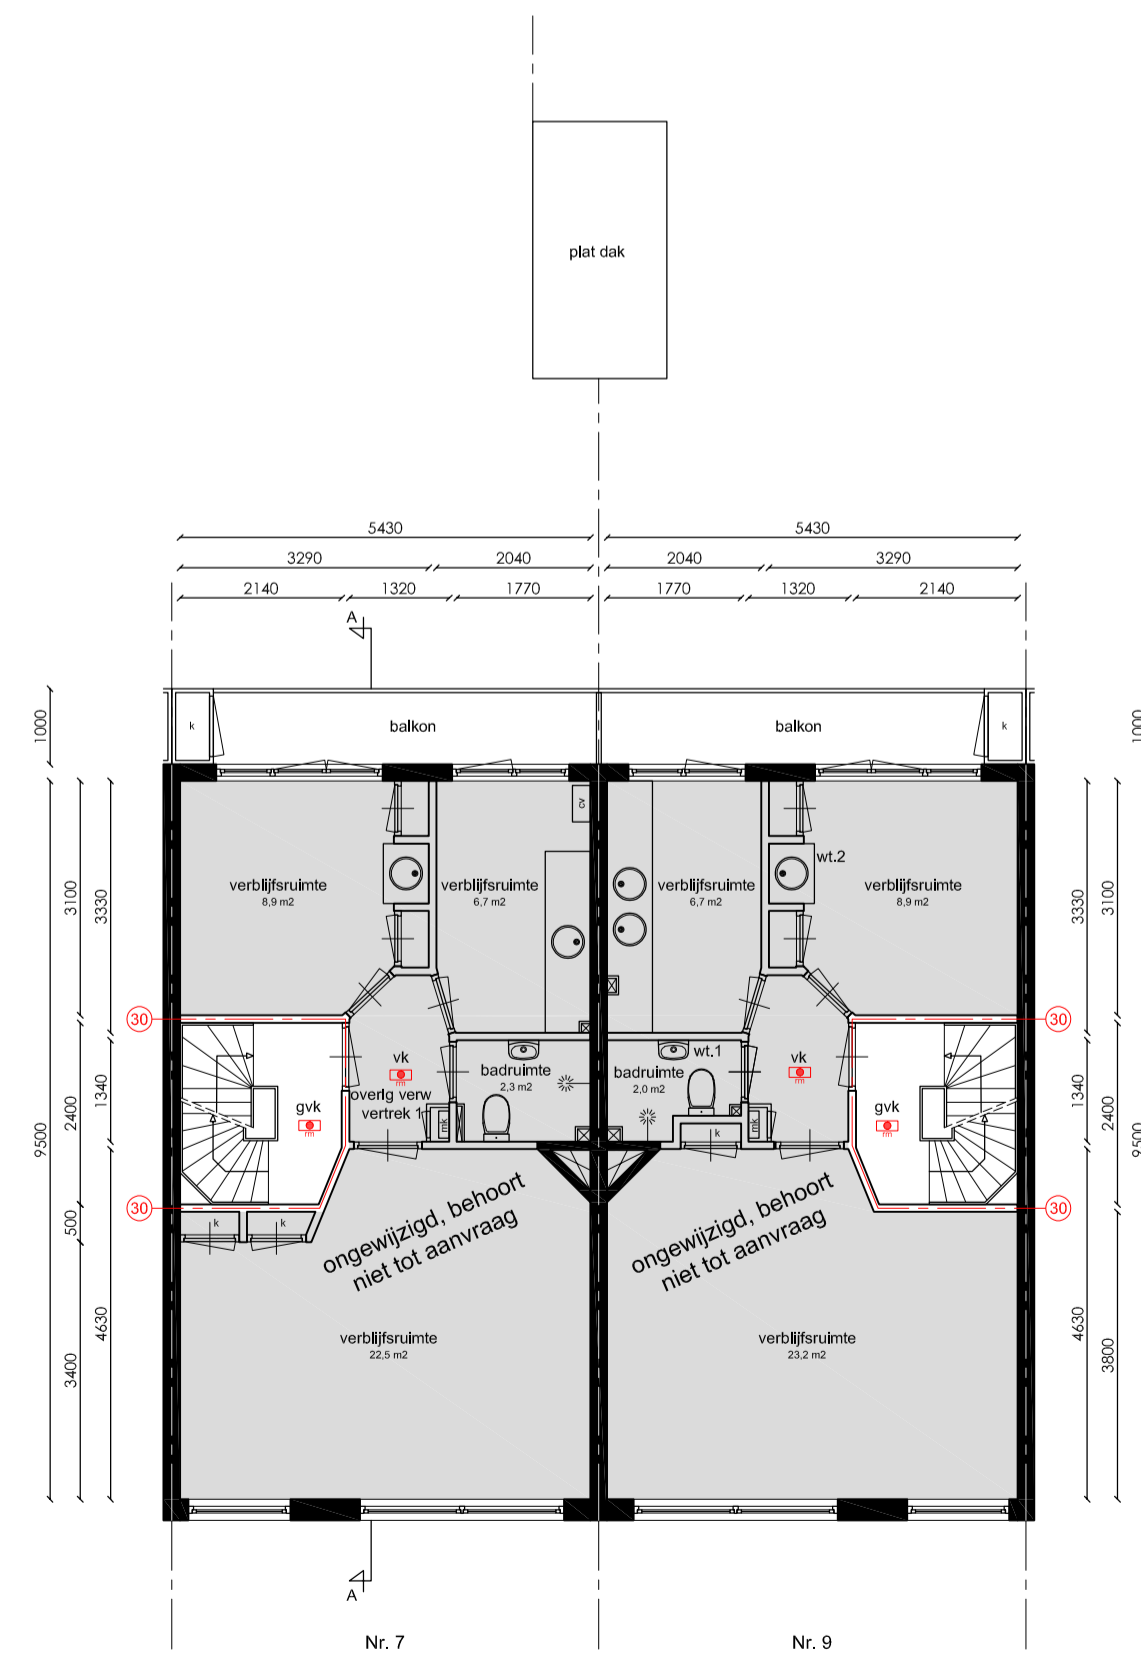 plat dak
5430
5430
3290
2040
2040
3290
2140
1320
1770
1770
1320
2140
A
1000
k
balkon
balkon
k
1000
cv
wt.2
verblijfsruimte
8,9 m2
verblijfsruimte
6,7 m2
verblijfsruimte
6,7 m2
verblijfsruimte
8,9 m2
3100
3330
3330
3100
30
30
vk
rm
overig verw
vertrek 1
badruimte
2,3 m2
wt.1
badruimte
2,0 m2
vk
rm
gvk
rm
gvk
rm
mk
k
mk
9500
2400
1340
1340
2400
9500
30
30
k
k
500
ongewijzigd, behoort
niet tot aanvraag
ongewijzigd, behoort
niet tot aanvraag
verblijfsruimte
22,5 m2
verblijfsruimte
23,2 m2
3400
4630
4630
3800
A
Nr. 7
Nr. 9